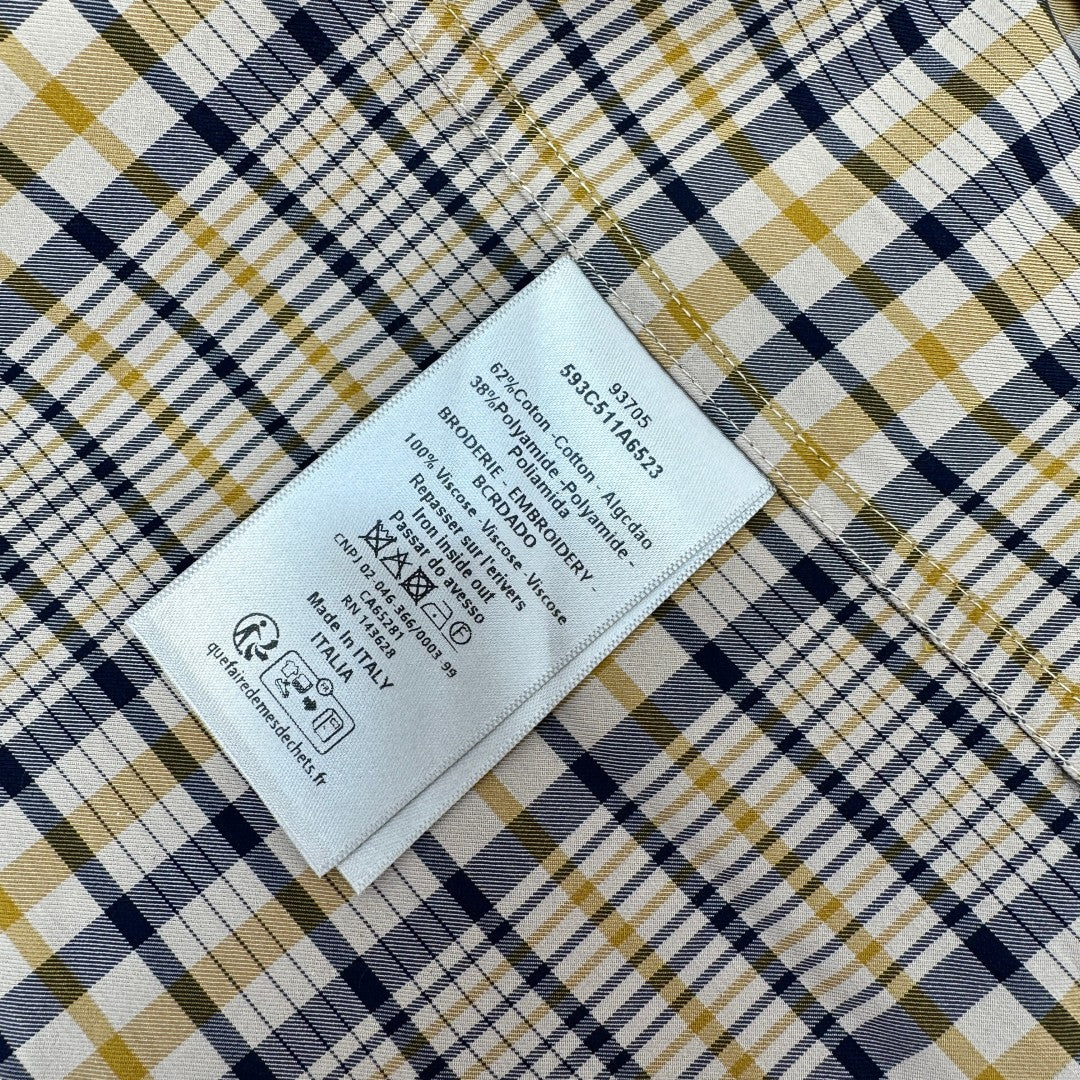 93705
593C511A6523
62%Coton -Cotton - Algcdão
38%Polyamide -Polyamide -
Poliamida
BRODERIE - EMBROIDERY -
BCRDADO
100% Viscose -Viscose -Viscose
Repasser sur l'erivers
Iron inside out
Passar do avesso
CNPJ 02 046 366/0003 99
CA65281
RN 143628
Made in ITALY
ITALIA
quefairedemesdechets.fr